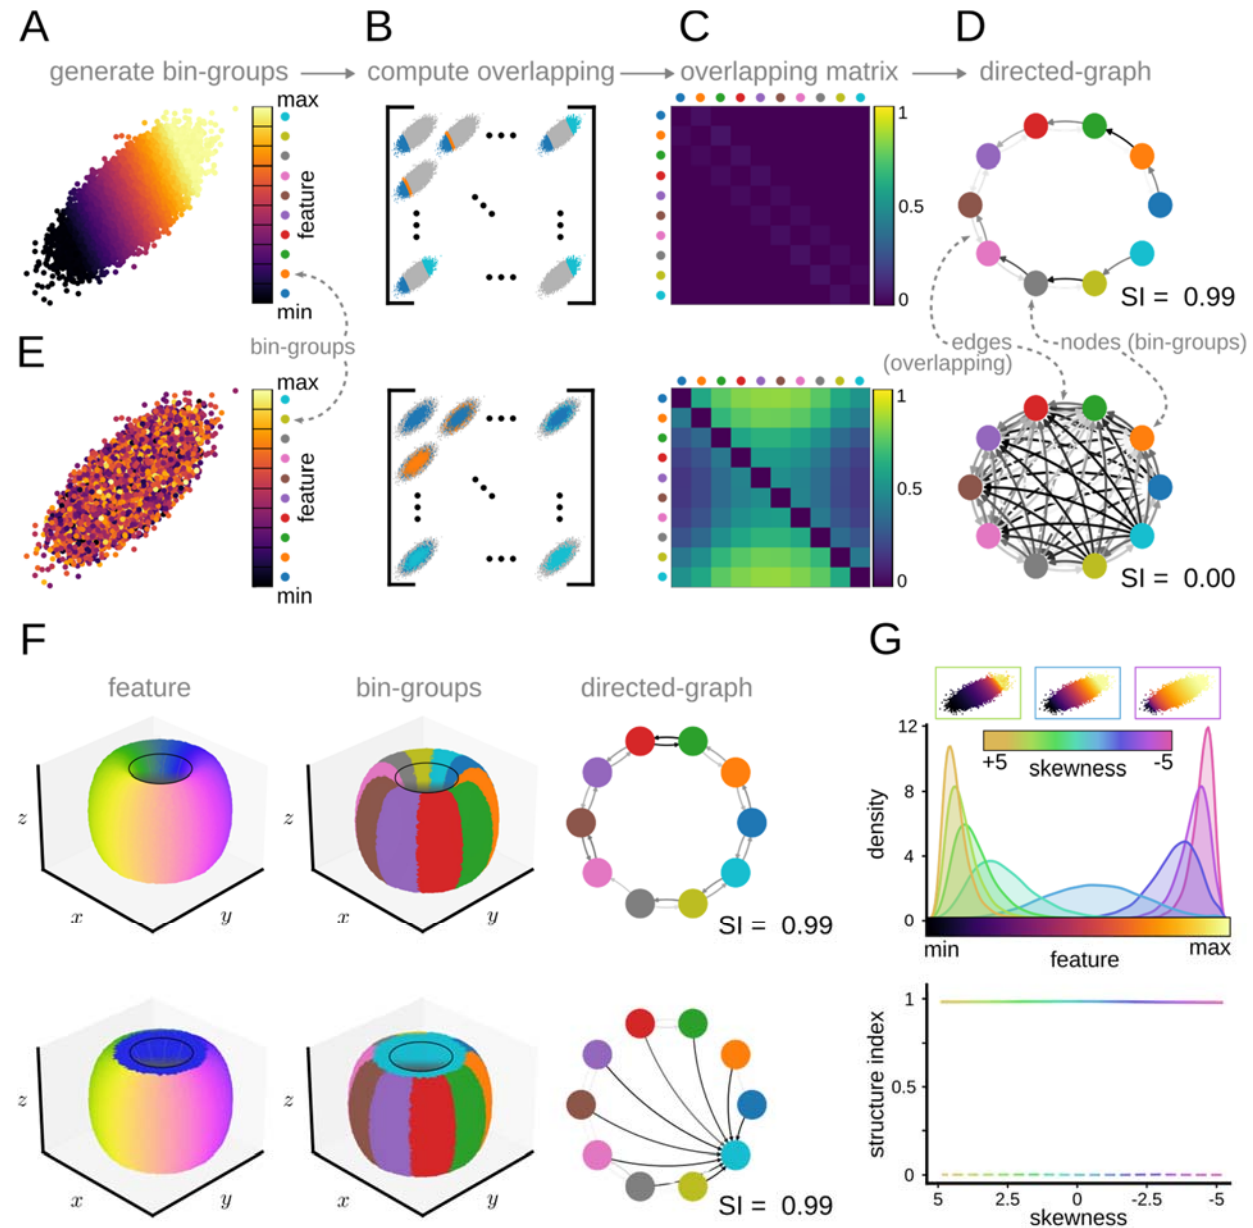 A
B
C
D
generate bin-groups
compute overlapping
overlapping matrix
directed-graph
max
feature
min
1
0.5
0
SI = 0.99
bin-groups
edges
(overlapping)
nodes (bin-groups)
E
max
feature
min
1
0.5
0
SI = 0.00
F
feature
bin-groups
directed-graph
z
x
y
z
x
y
SI = 0.99
z
x
y
z
x
y
SI = 0.99
G
12
8
4
0
density
+5
-5
skewness
min
max
feature
1
0.5
0
structure index
5
2.5
0
-2.5
-5
skewness